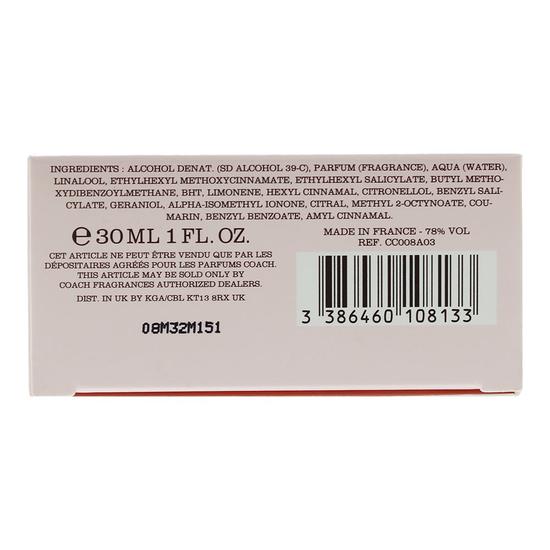 INGREDIENTS : ALCOHOL DENAT. (SD ALCOHOL 39-C), PARFUM (FRAGRANCE), AQUA (WATER),
LINALOOL, ETHYLHEXYL METHOXYCINNAMATE, ETHYLHEXYL SALICYLATE, BUTYL METHO-
XYDIBENZOYLMETHANE, BHT, LIMONENE, HEXYL CINNAMAL, CITRONELLOL, BENZYL SALI-
CYLATE, GERANIOL, ALPHA-ISOMETHYL IONONE, CITRAL, METHYL 2-OCTYNOATE, COU-
MARIN, BENZYL BENZOATE, AMYL CINNAMAL.
℮ 30 ML 1 FL. OZ.
CET ARTICLE NE PEUT ÊTRE VENDU QUE PAR LES
DÉPOSITAIRES AGRÉÉS POUR LES PARFUMS COACH.
THIS ARTICLE MAY BE SOLD ONLY BY
COACH FRAGRANCES AUTHORIZED DEALERS.
DIST. IN UK BY KGA/CBL KT13 8RX UK
08M32M151
MADE IN FRANCE - 78% VOL
REF. CC008A03
3 386460 108133